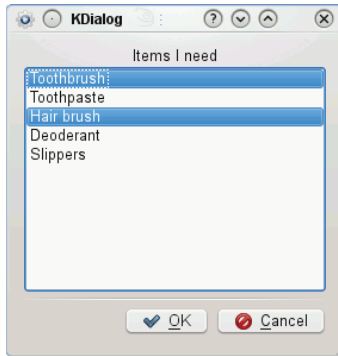 KDialog
Items I need
Toothbrush
Toothpaste
Hair brush
Deoderant
Slippers
OK Cancel